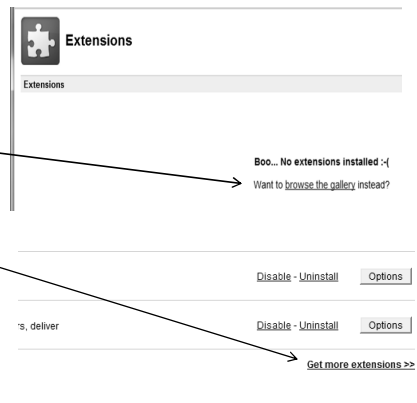 Extensions
Extensions
Boo... No extensions installed :-(
Want to browse the gallery instead?
Disable - Uninstall Options
rs, deliver Disable - Uninstall Options
Get more extensions >>